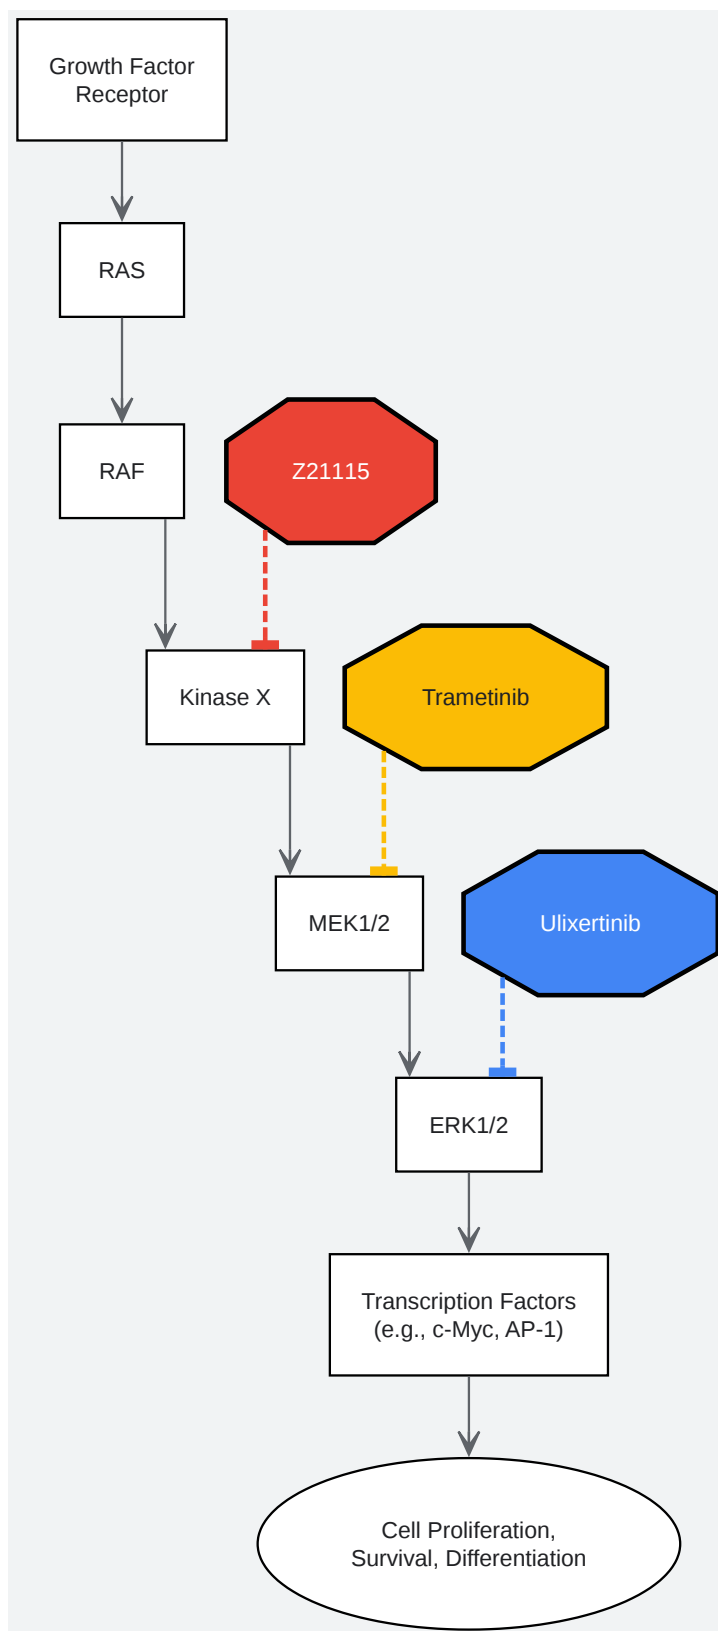 Growth Factor
Receptor
RAS
RAF
Z21115
Kinase X
Trametinib
MEK1/2
Ulixertinib
ERK1/2
Transcription Factors
(e.g., c-Myc, AP-1)
Cell Proliferation,
Survival, Differentiation